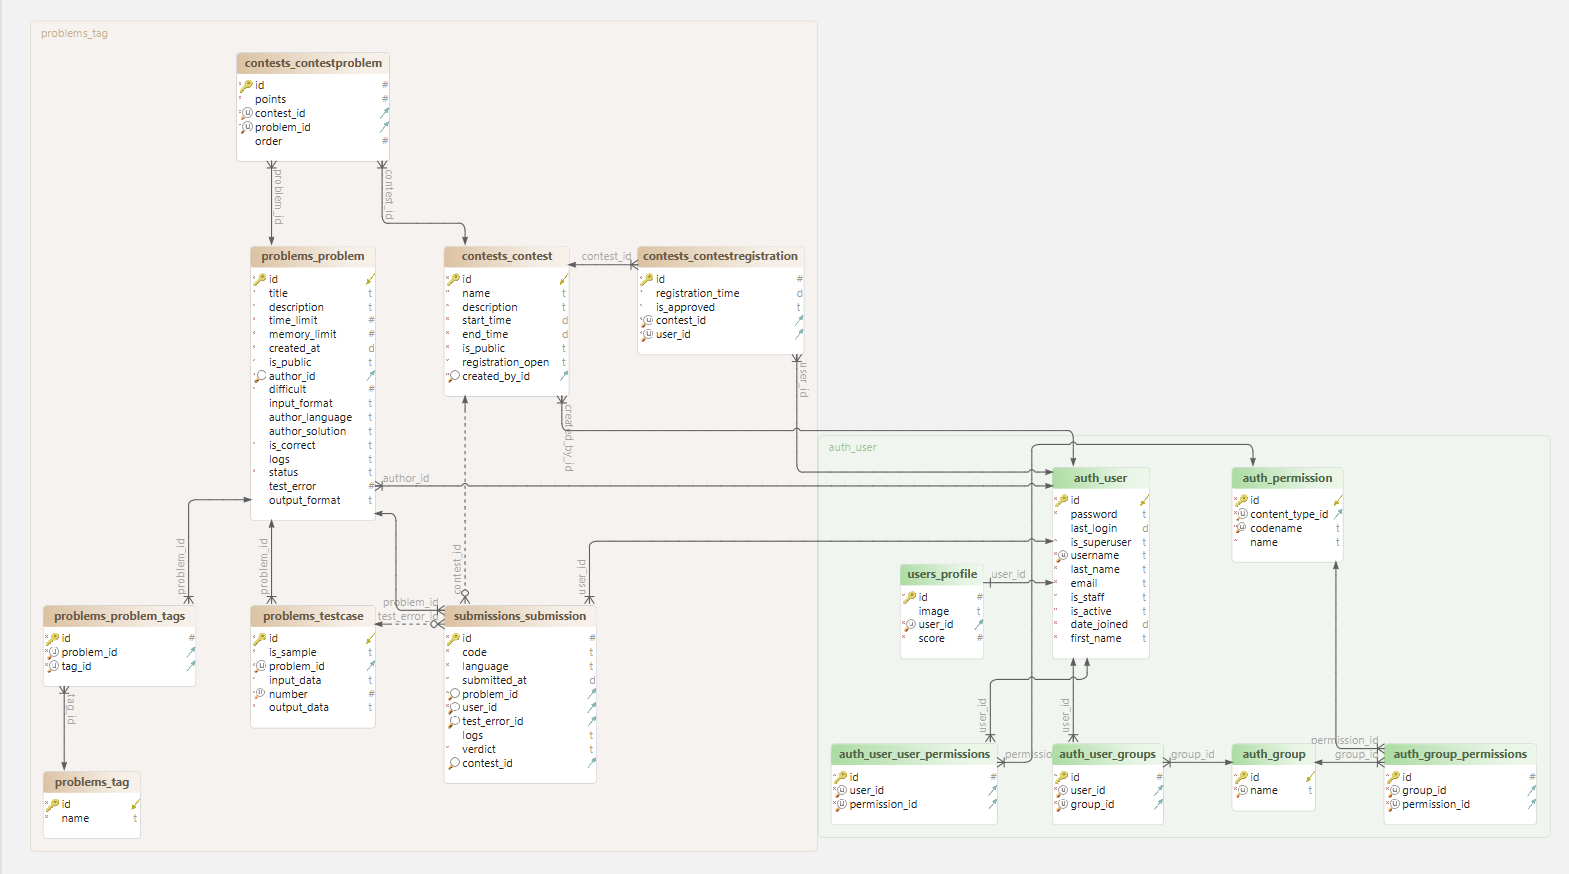 problems_tag
contests_contestproblem
id #
points #
contest_id
problem_id
order #
problem_id
contest_id
problems_problem
id
title t
description t
time_limit #
memory_limit #
created_at d
is_public t
author_id
difficult #
input_format t
author_language t
author_solution t
is_correct t
logs t
status t
test_error #
output_format t
contests_contest
id
name t
description t
start_time d
end_time d
is_public t
registration_open t
created_by_id
contest_id
contests_contestregistration
id #
registration_time d
is_approved t
contest_id
user_id
user_id
created_by_id
author_id
problem_id
problem_id
contest_id
user_id
problem_id
test_error_id
problems_problem_tags
id #
problem_id
tag_id
problems_testcase
id
is_sample t
problem_id
input_data t
number #
output_data t
submissions_submission
id #
code t
language t
submitted_at d
problem_id
user_id
test_error_id
logs t
verdict t
contest_id
tag_id
problems_tag
id
name t
auth_user
auth_user
id
password t
last_login d
is_superuser t
username t
last_name t
email t
is_staff t
is_active t
date_joined d
first_name t
auth_permission
id
content_type_id
codename t
name t
users_profile
id #
image t
user_id
score #
user_id
user_id
user_id
permission_id
auth_user_user_permissions
id #
user_id
permission_id
permissio
auth_user_groups
id #
user_id
group_id
group_id
auth_group
id
name t
group_id
auth_group_permissions
id #
group_id
permission_id